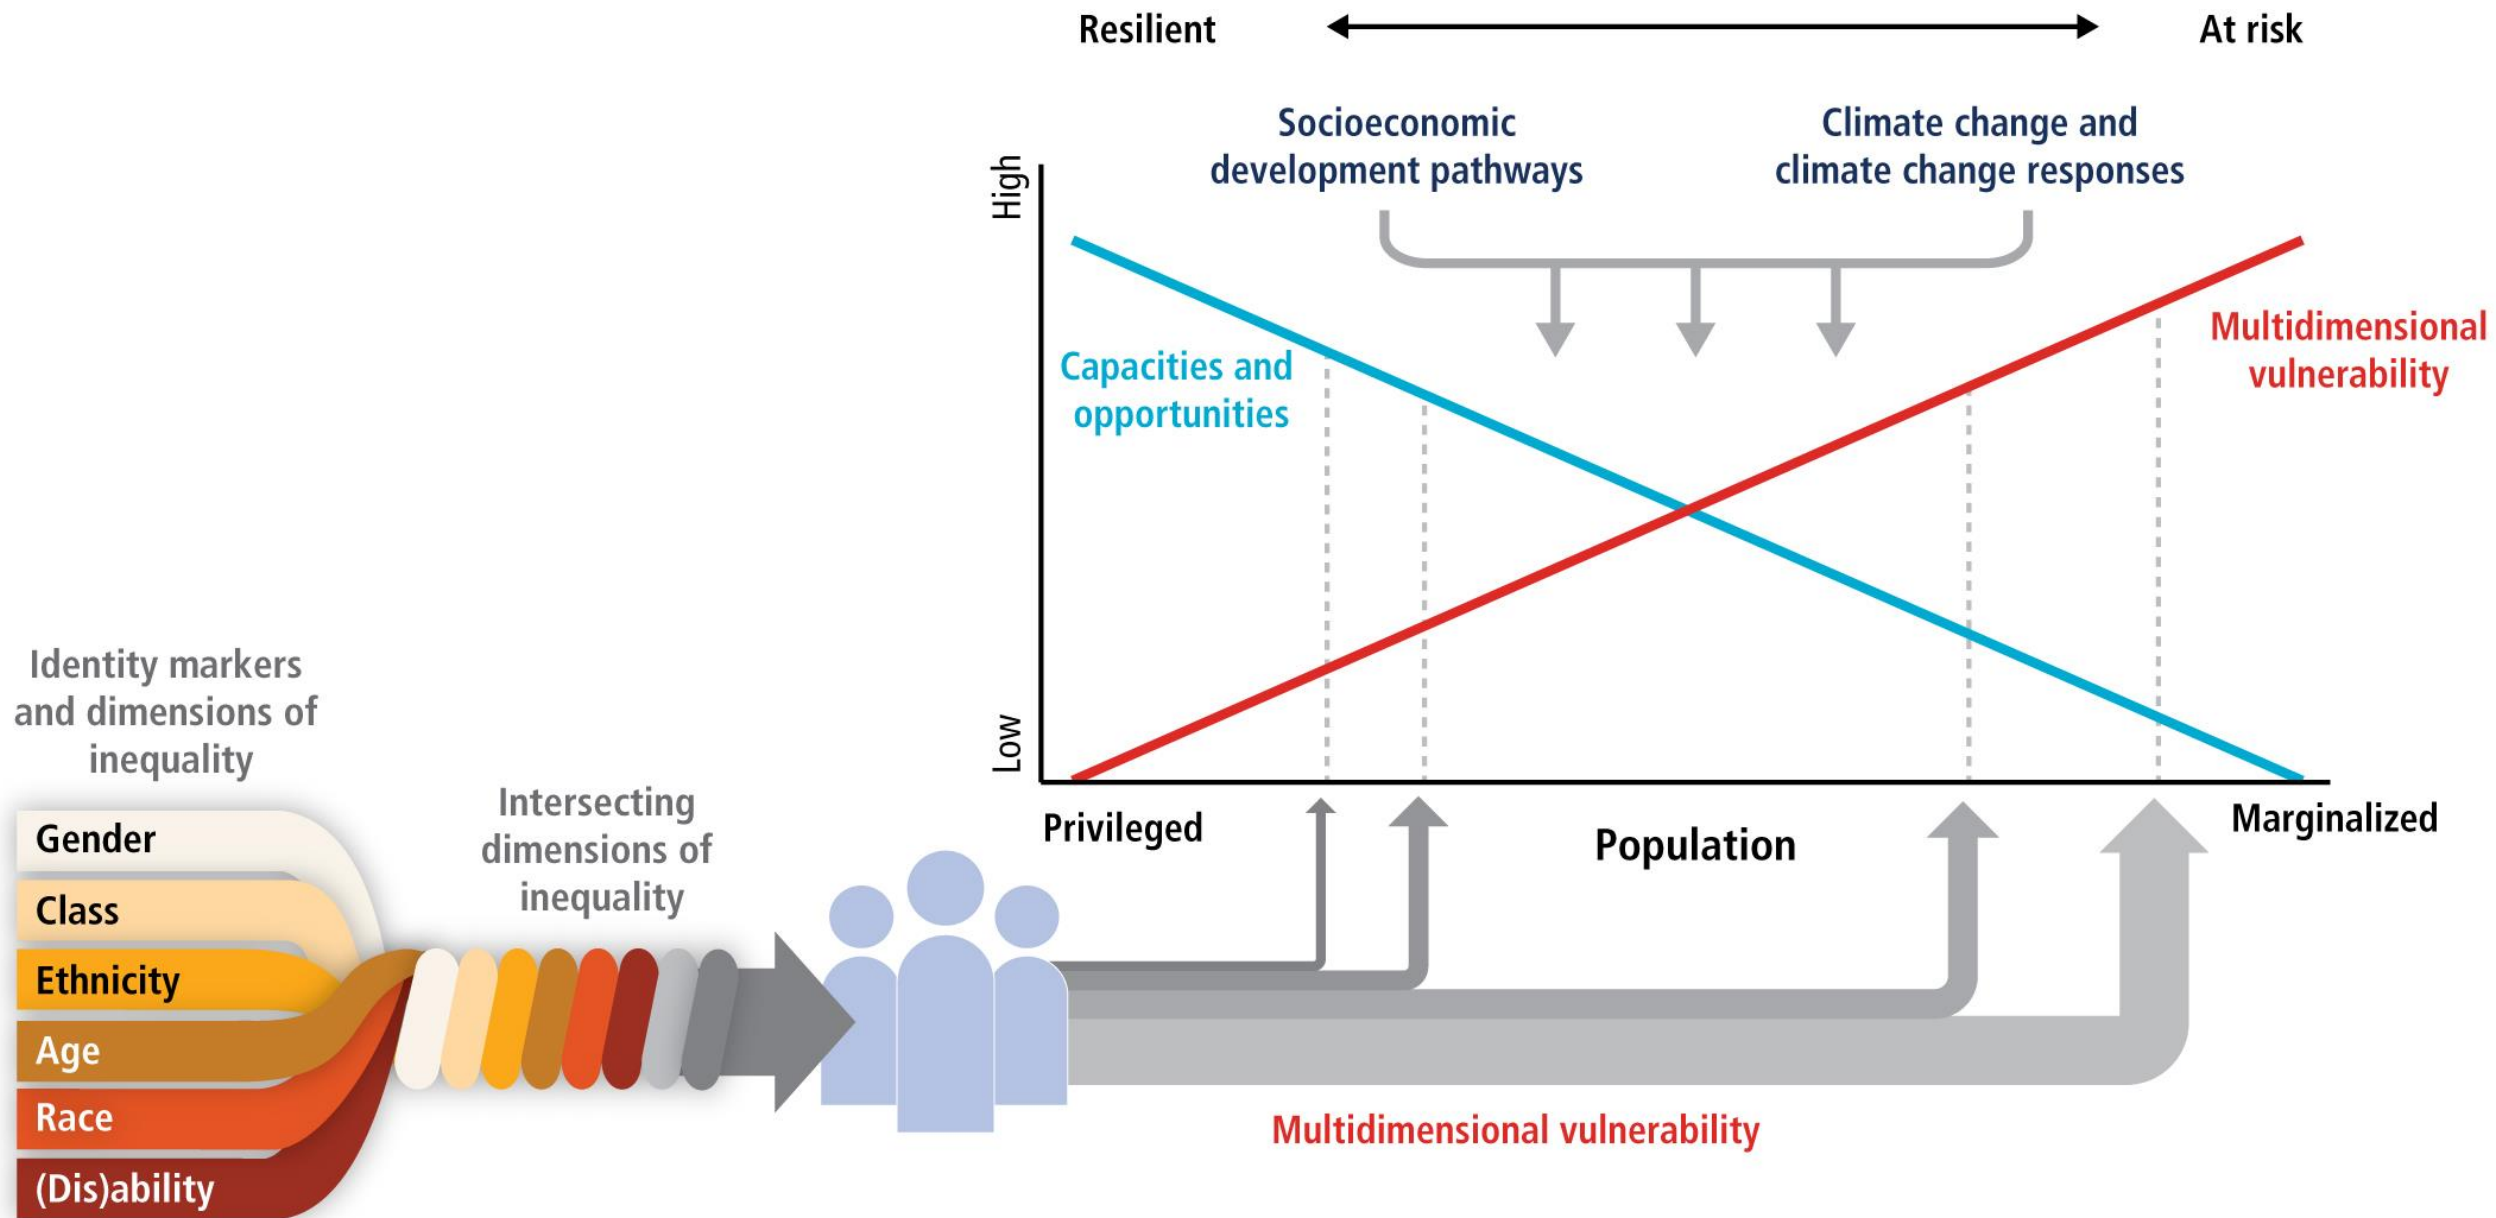 Resilient
At risk
Socioeconomic
development pathways
Climate change and
climate change responses
High
Capacities and
opportunities
Multidimensional
vulnerability
Low
Privileged
Population
Marginalized
Identity markers
and dimensions of
inequality
Gender
Class
Ethnicity
Age
Race
(Dis)ability
Intersecting
dimensions of
inequality
Multidimensional vulnerability